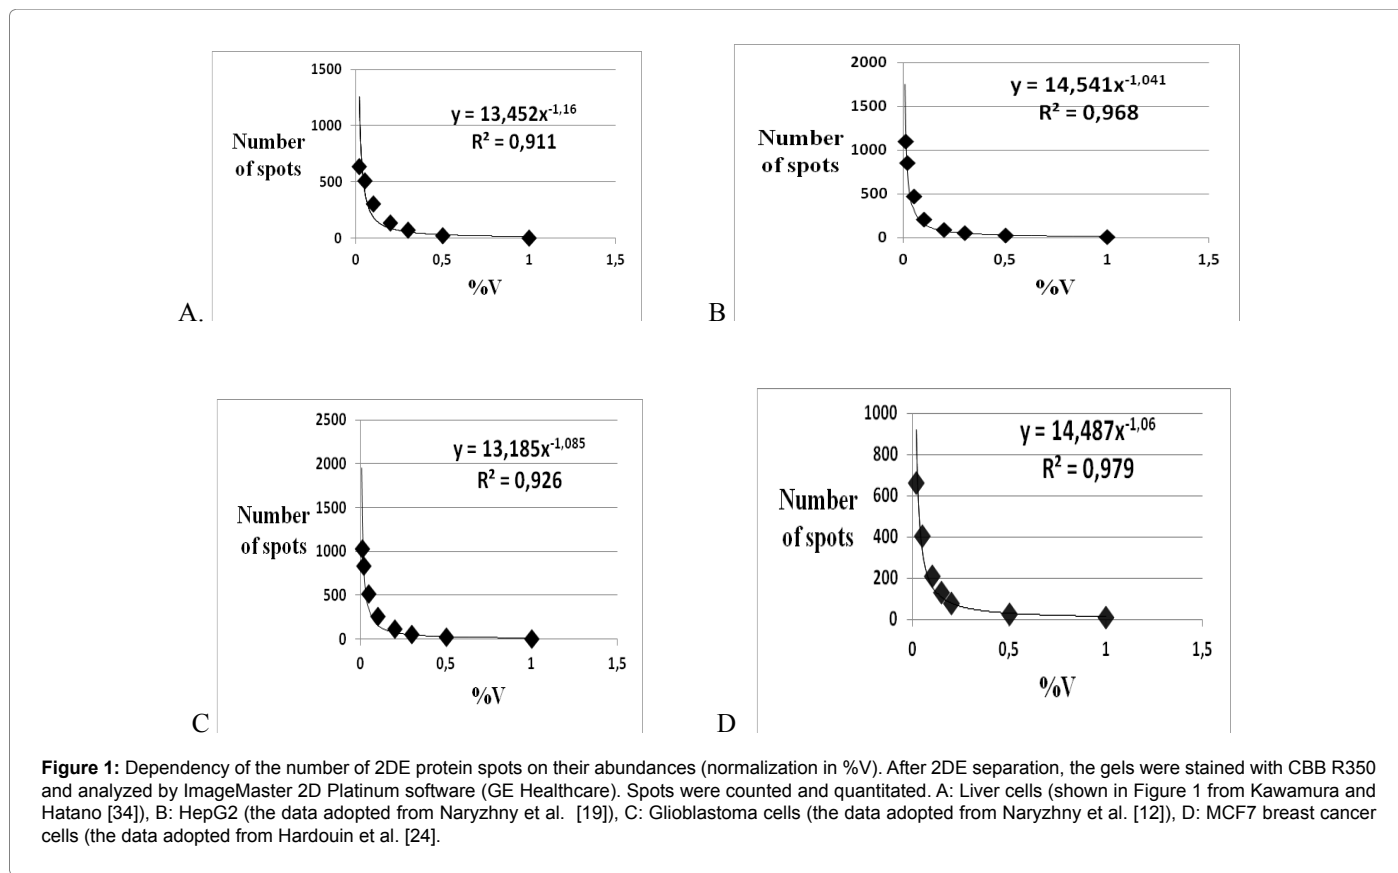 1500
1000
Number
of spots
500
0
0
0,5
1
1,5
%V
y = 13,452x^-1,16
R² = 0,911
A.
2000
1500
Number
1000
of spots
500
0
0
0,5
1
1,5
%V
y = 14,541x^-1,041
R² = 0,968
B
2500
2000
1500
Number
1000
of spots
500
0
0
0,5
1
1,5
%V
y = 13,185x^-1,085
R² = 0,926
C
1000
800
600
Number
of spots
400
200
0
0
0,5
1
1,5
%V
y = 14,487x^-1,06
R² = 0,979
D
Figure 1: Dependency of the number of 2DE protein spots on their abundances (normalization in %V). After 2DE separation, the gels were stained with CBB R350
and analyzed by ImageMaster 2D Platinum software (GE Healthcare). Spots were counted and quantitated. A: Liver cells (shown in Figure 1 from Kawamura and
Hatano [34]), B: HepG2 (the data adopted from Naryzhny et al. [19]), C: Glioblastoma cells (the data adopted from Naryzhny et al. [12]), D: MCF7 breast cancer
cells (the data adopted from Hardouin et al. [24].